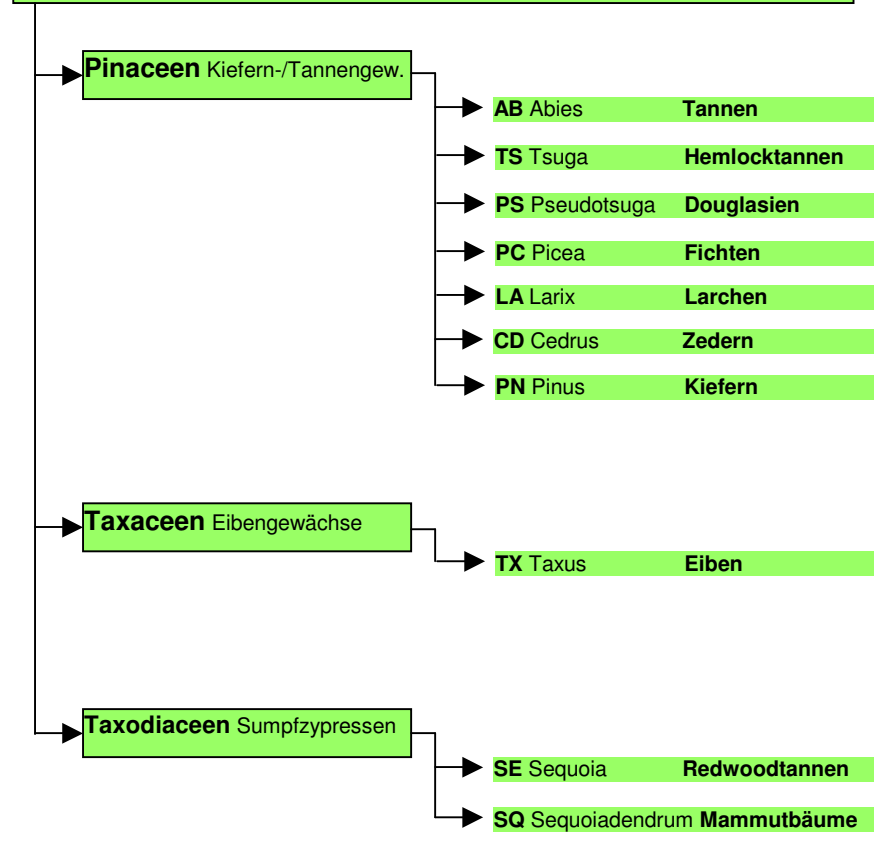 Pinaceen Kiefern-/Tannengew.
AB Abies Tannen
TS Tsuga Hemlocktannen
PS Pseudotsuga Douglasien
PC Picea Fichten
LA Larix Larchen
CD Cedrus Zedern
PN Pinus Kiefern
Taxaceen Eibengewächse
TX Taxus Eiben
Taxodiaceen Sumpfzypressen
SE Sequoia Redwoodtannen
SQ Sequoiadendrum Mammutbäume